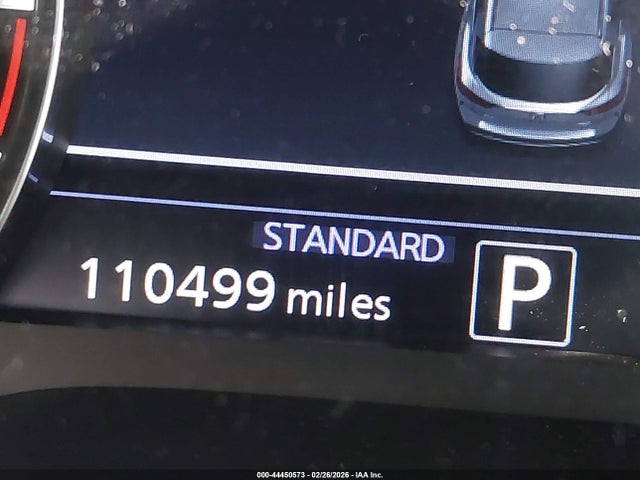 STANDARD
110499 miles
P
000-44450573 - 02/26/2026 - IAA Inc.